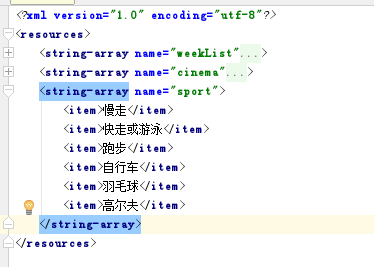 <?xml version="1.0" encoding="utf-8"?>
<resources>
<string-array name="weekList"...>
<string-array name="cinema"...>
<string-array name="sport">
<item>慢走</item>
<item>快走或游泳</item>
<item>跑步</item>
<item>自行车</item>
<item>羽毛球</item>
<item>高尔夫</item>
</string-array>
</resources>